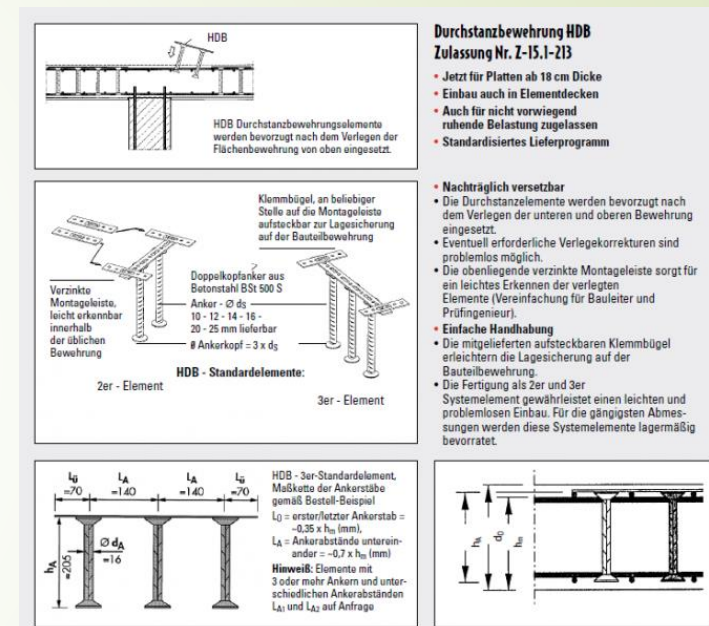 HDB
HDB Durchstanzbewehrungselemente
werden bevorzugt nach dem Verlegen der
Flächenbewehrung von oben eingesetzt.
Durchstanzbewehrung HDB
Zulassung Nr. Z-15.1-213
• Jetzt für Platten ab 18 cm Dicke
• Einbau auch in Elementdecken
• Auch für nicht vorwiegend
ruhende Belastung zugelassen
• Standardisiertes Lieferprogramm
Klemmbügel, an beliebiger
Stelle auf die Montageleiste
aufsteckbar zur Lagesicherung
auf der Bauteilbewehrung
Verzinkte
Montageleiste,
leicht erkennbar
innerhalb
der üblichen
Bewehrung
Doppelkopfanker aus
Betonstahl BSt 500 S
Anker - Ø dS
10 - 12 - 14 - 16 -
20 - 25 mm lieferbar
Ø Ankerkopf = 3 x dS
HDB - Standardelemente:
2er - Element
3er - Element
• Nachträglich versetzbar
• Die Durchstanzelemente werden bevorzugt nach
dem Verlegen der unteren und oberen Bewehrung
eingesetzt.
• Eventuell erforderliche Verlegekorrekturen sind
problemlos möglich.
• Die obenliegende verzinkte Montageleiste sorgt für
ein leichtes Erkennen der verlegten
Elemente (Vereinfachung für Bauleiter und
Prüfingenieur).
• Einfache Handhabung
• Die mitgelieferten aufsteckbaren Klemmbügel
erleichtern die Lagesicherung auf der
Bauteilbewehrung.
• Die Fertigung als 2er und 3er
Systemelement gewährleistet einen leichten und
problemlosen Einbau. Für die gängigsten Abmes-
sungen werden diese Systemelemente lagermäßig
bevorratet.
LÜ LA LA LÜ
=70 =140 =140 =70
hA
=205
Ø dA
=16
HDB - 3er-Standardelement,
Maßkette der Ankerstäbe
gemäß Bestell-Beispiel
LÜ = erster/letzter Ankerstab =
~0,35 x hm (mm),
LA = Ankerabstände unterein-
ander = ~0,7 x hm (mm)
Hinweiß: Elemente mit
3 oder mehr Ankern und unter-
schiedlichen Ankerabständen
LA1 und LA2 auf Anfrage
hA
d0
hm